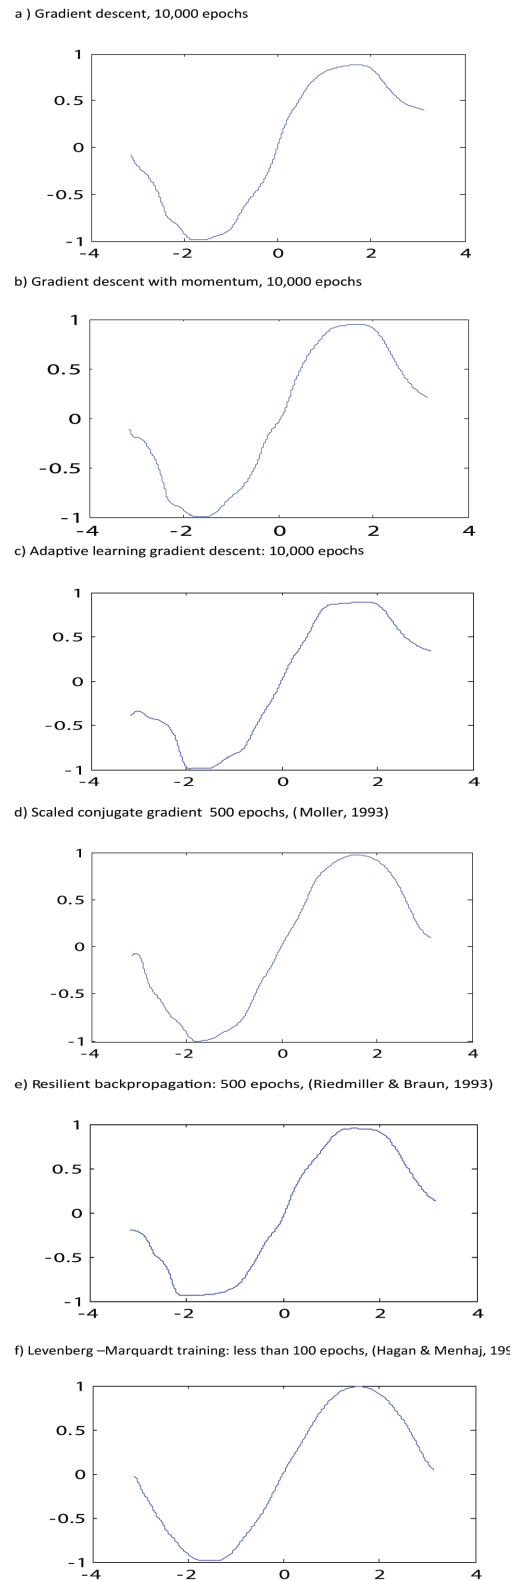 a ) Gradient descent, 10,000 epochs
1
0.5
0
-0.5
-1
-4 -2 0 2 4
b) Gradient descent with momentum, 10,000 epochs
1
0.5
0
-0.5
-1
-4 -2 0 2 4
c) Adaptive learning gradient descent: 10,000 epochs
1
0.5
0
-0.5
-1
-4 -2 0 2 4
d) Scaled conjugate gradient  500 epochs, ( Moller, 1993)
1
0.5
0
-0.5
-1
-4 -2 0 2 4
e) Resilient backpropagation: 500 epochs, (Riedmiller & Braun, 1993)
1
0.5
0
-0.5
-1
-4 -2 0 2 4
f) Levenberg –Marquardt training: less than 100 epochs, (Hagan & Menhaj, 199
1
0.5
0
-0.5
-1
-4 -2 0 2 4